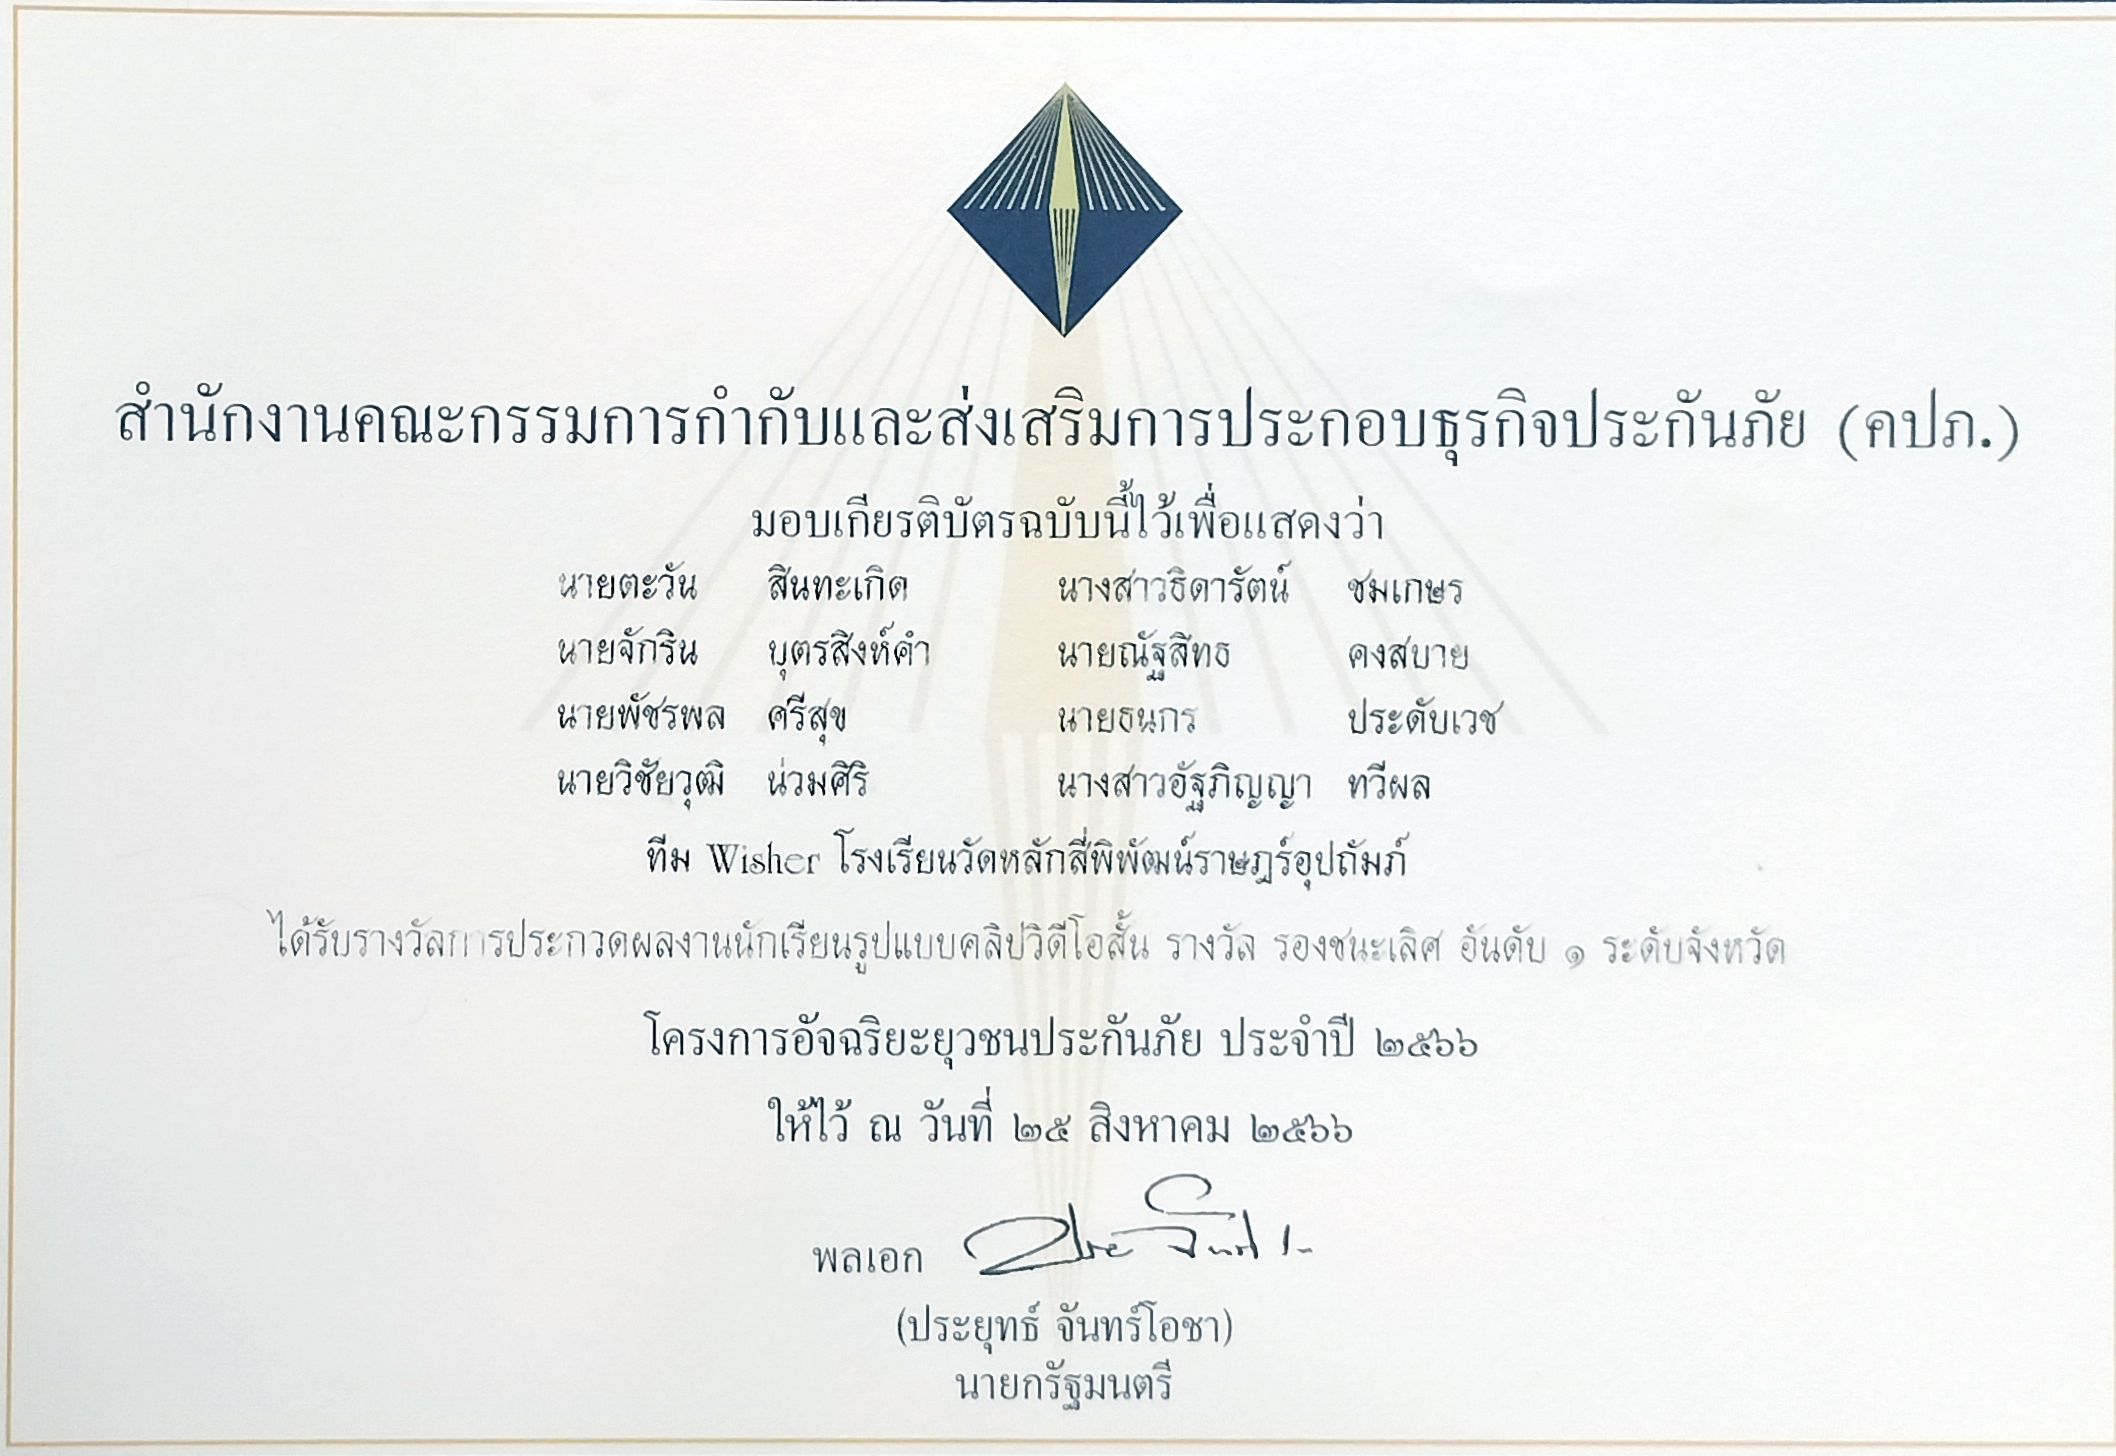 สำนักงานคณะกรรมการกำกับและส่งเสริมการประกอบธุรกิจประกันภัย (คปภ.)
มอบเกียรติบัตรฉบับนี้ไว้เพื่อแสดงว่า
นายตะวัน สินทะเกิด นางสาวธิดารัตน์ ชมเกษร
นายจักริน บุตรสิงห์คำ นายณัฐสิทธ คงสบาย
นายพัชรพล ศรีสุข นายธนกร ประดับเวช
นายวิชัยวุฒิ น่วมศิริ นางสาวอัฐภิญญา ทวีผล
ทีม Wisher โรงเรียนวัดหลักสี่พิพัฒน์ราษฎร์อุปถัมภ์
ได้รับรางวัลการประกวดผลงานนักเรียนรูปแบบคลิปวิดีโอสั้น รางวัล รองชนะเลิศ อันดับ ๑ ระดับจังหวัด
โครงการอัจฉริยะยุวชนประกันภัย ประจำปี ๒๕๖๖
ให้ไว้ ณ วันที่ ๒๕ สิงหาคม ๒๕๖๖
พลเอก
(ประยุทธ์ จันทร์โอชา)
นายกรัฐมนตรี